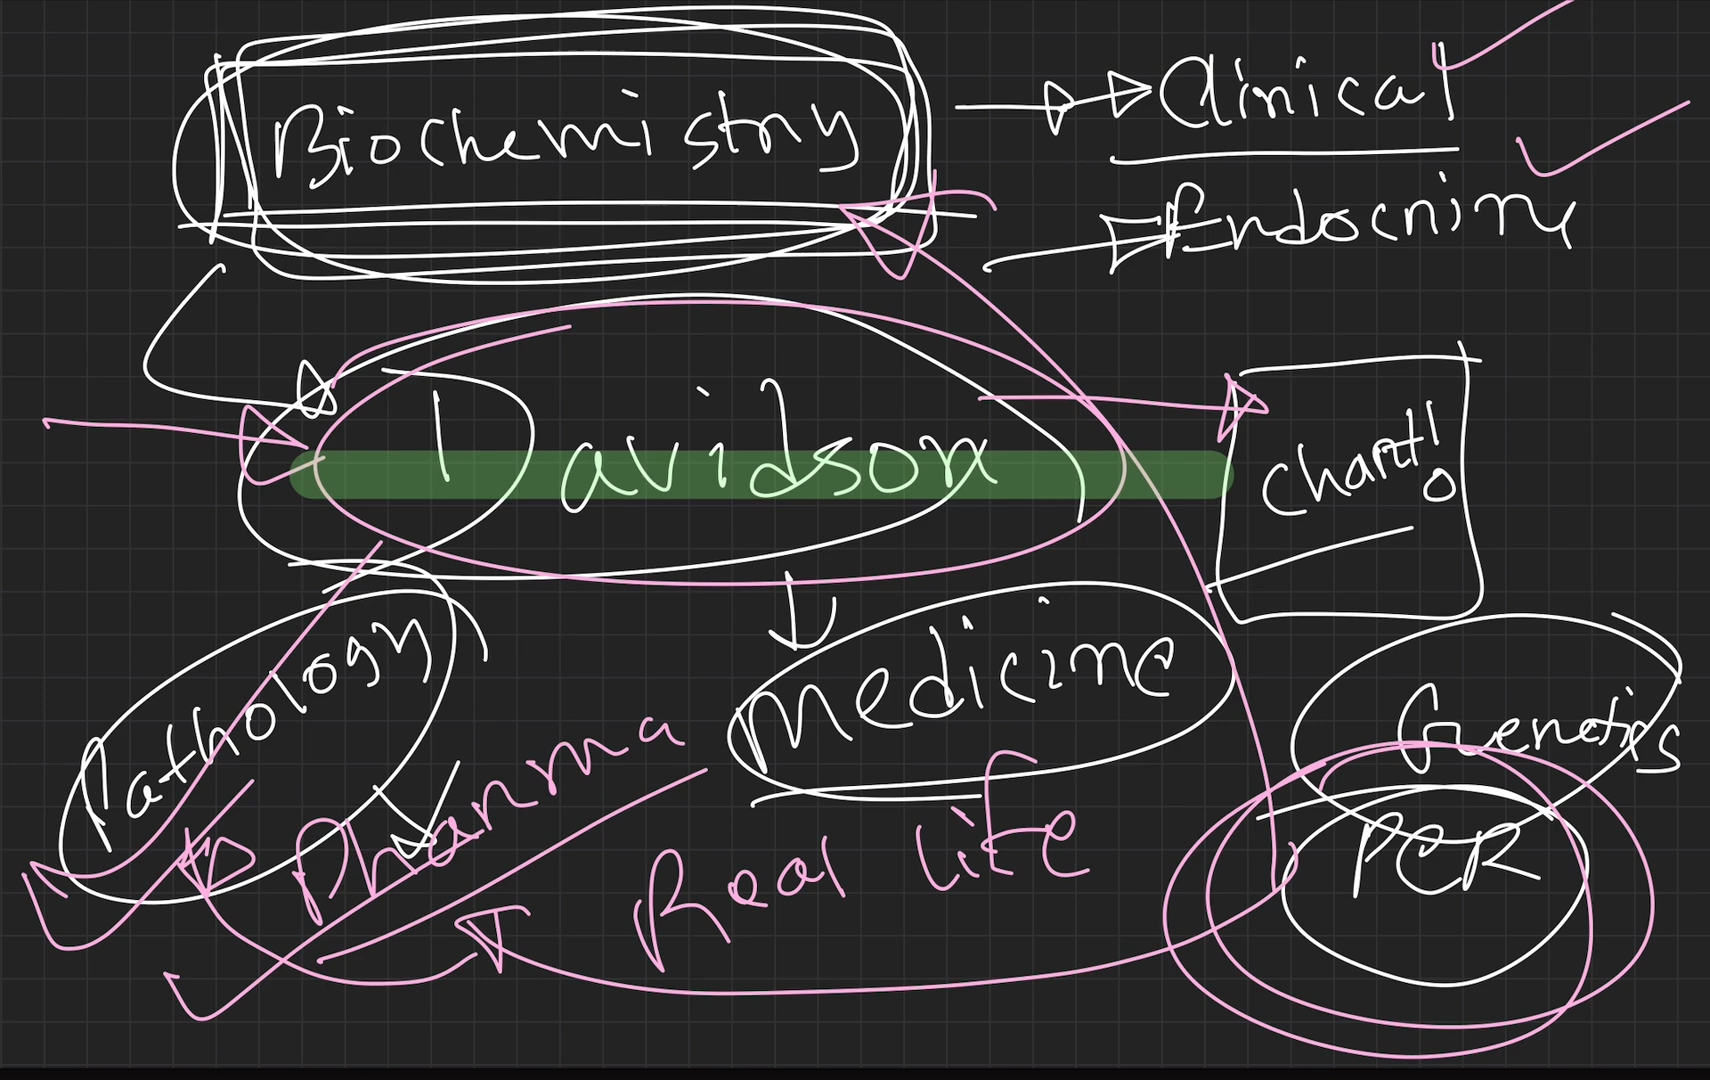 Biochemistry
Clinical
Endocrine
Davidson
Chart!
Pathology
Medicine
Genetics
Pharma
Real life
PCR